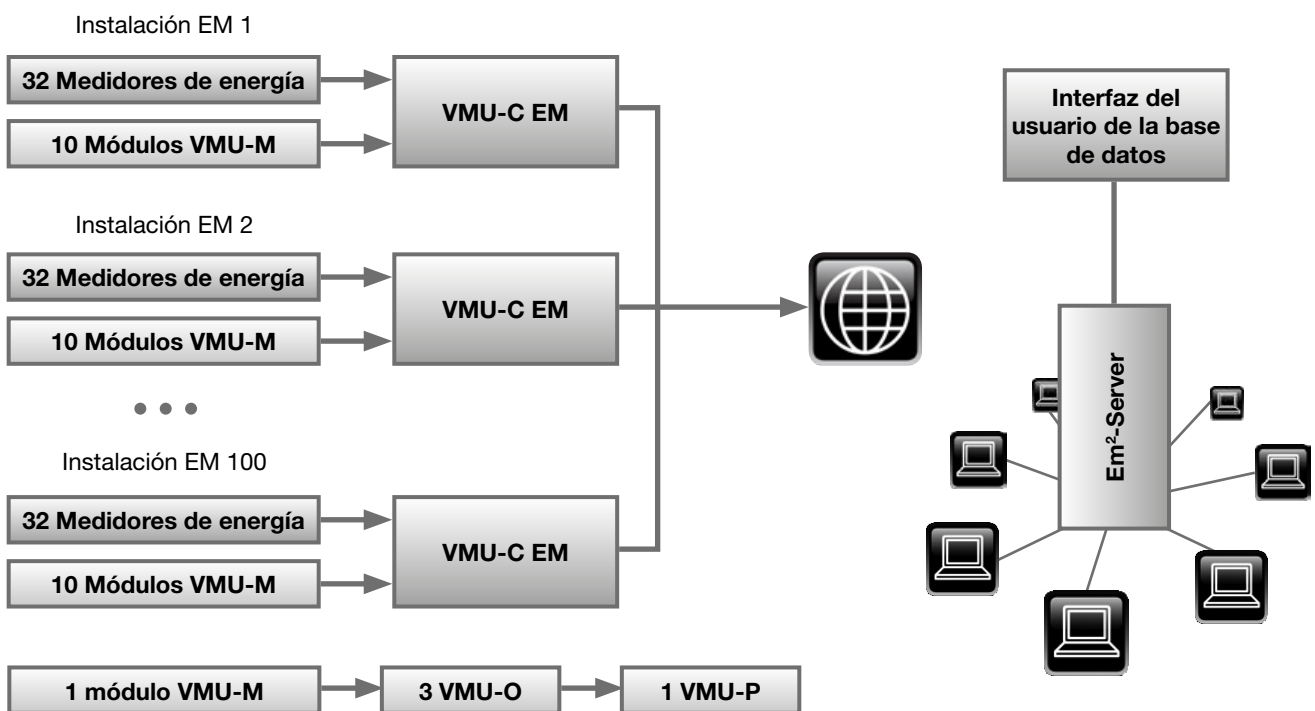 Instalación EM 1
32 Medidores de energía
10 Módulos VMU-M
VMU-C EM
Instalación EM 2
32 Medidores de energía
10 Módulos VMU-M
VMU-C EM
Instalación EM 100
32 Medidores de energía
10 Módulos VMU-M
VMU-C EM
1 módulo VMU-M
3 VMU-O
1 VMU-P
Interfaz del
usuario de la base
de datos
Em²-Server